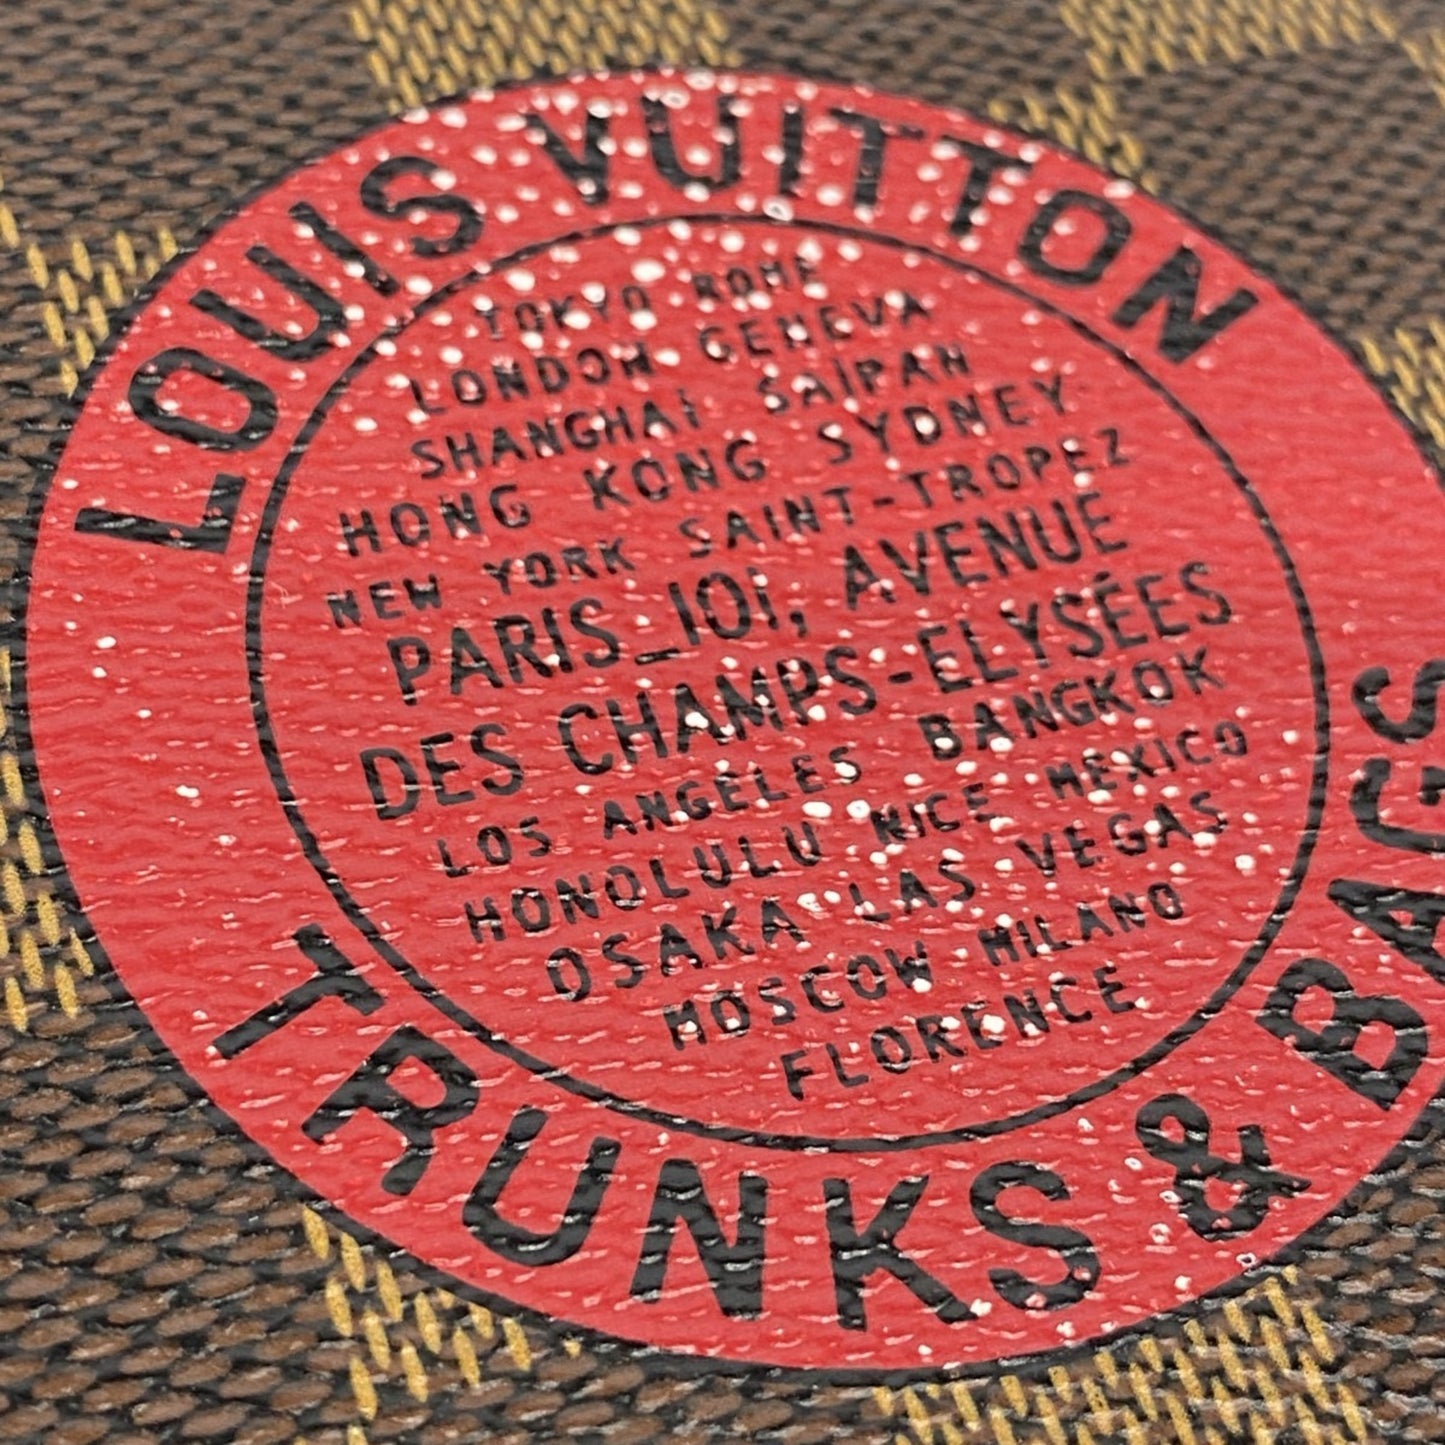 LOUIS VUITTON
TOKYO ROME
LONDON GENEVA
SHANGHAI SAIPAN
HONG KONG SYDNEY
NEW YORK SAINT-TROPEZ
PARIS_101, AVENUE
DES CHAMPS-ELYSÉES
LOS ANGELES BANGKOK
HONOLULU NICE MEXICO
OSAKA LAS VEGAS
MOSCOW MILANO
FLORENCE
TRUNKS & BAGS